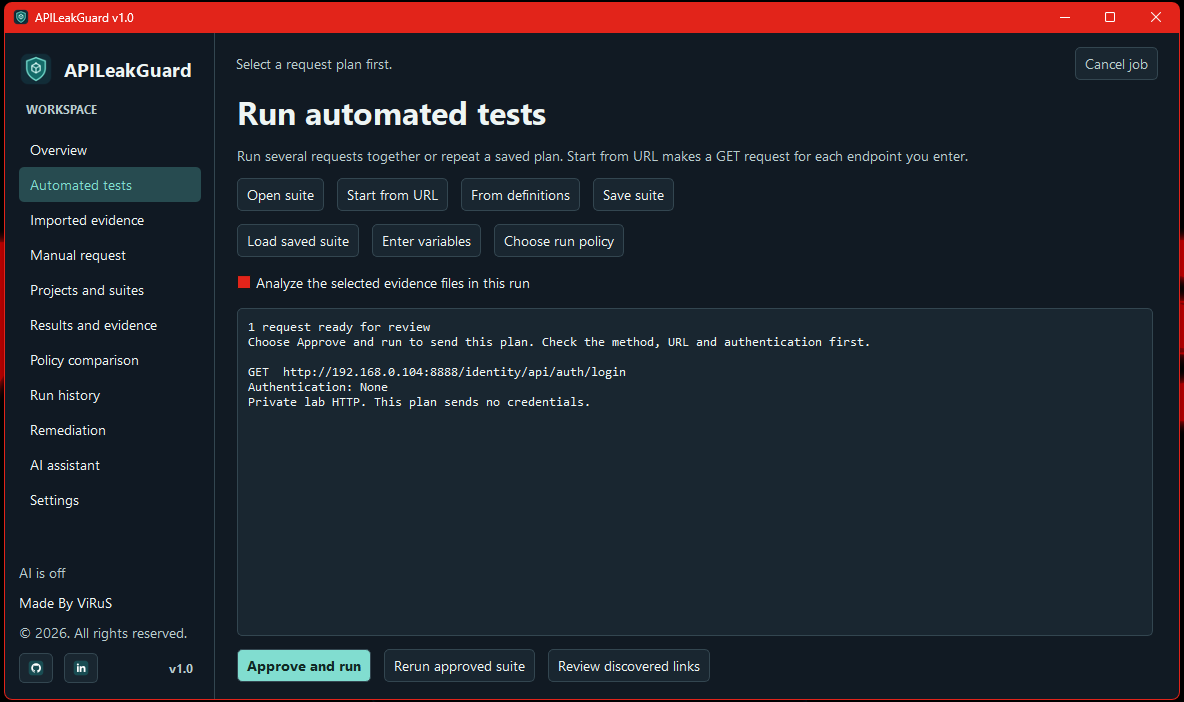 APILeakGuard v1.0
APILeakGuard
WORKSPACE
Overview
Automated tests
Imported evidence
Manual request
Projects and suites
Results and evidence
Policy comparison
Run history
Remediation
AI assistant
Settings
AI is off
Made By ViRuS
© 2026. All rights reserved.
in
v1.0
Select a request plan first.
Cancel job
Run automated tests
Run several requests together or repeat a saved plan. Start from URL makes a GET request for each endpoint you enter.
Open suite
Start from URL
From definitions
Save suite
Load saved suite
Enter variables
Choose run policy
Analyze the selected evidence files in this run
1 request ready for review
Choose Approve and run to send this plan. Check the method, URL and authentication first.
GET  http://192.168.0.104:8888/identity/api/auth/login
Authentication: None
Private lab HTTP. This plan sends no credentials.
Approve and run
Rerun approved suite
Review discovered links